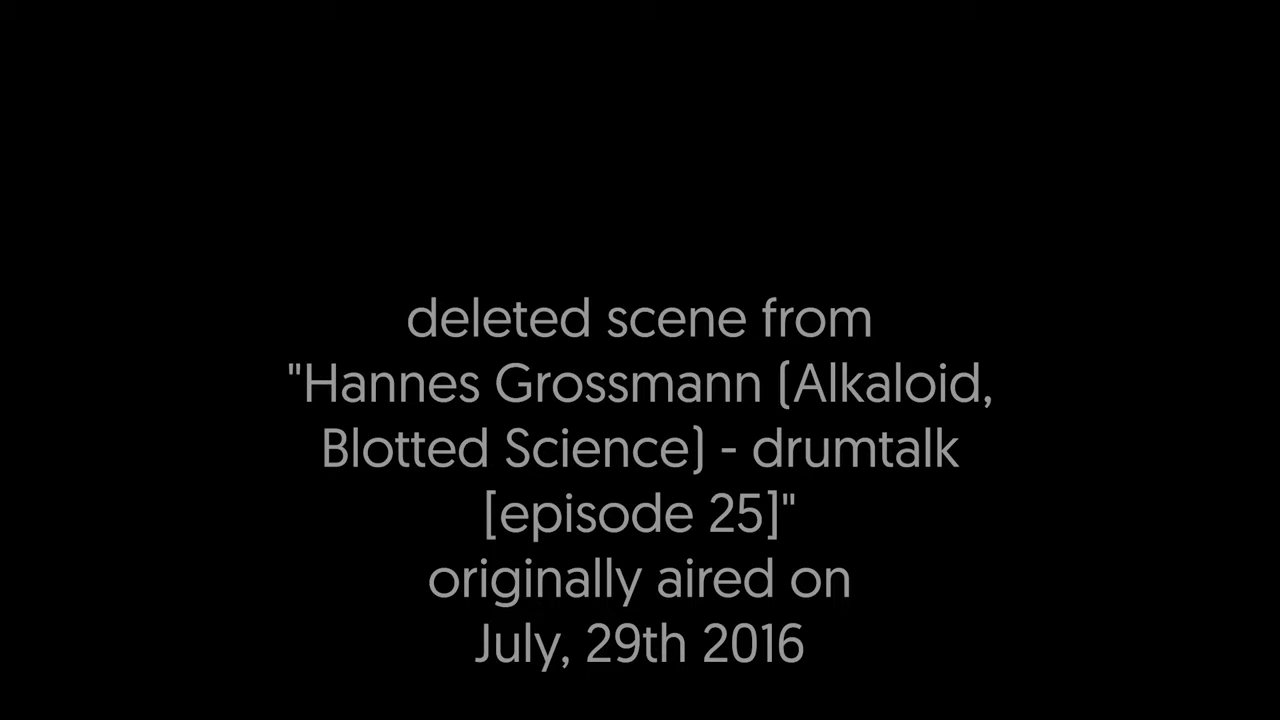 deleted scene from
"Hannes Grossmann (Alkaloid,
Blotted Science) - drumtalk
[episode 25]"
originally aired on
July, 29th 2016